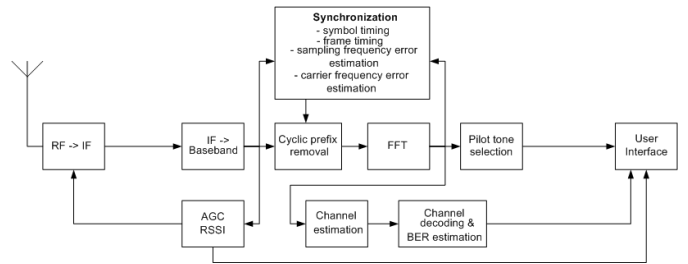 Synchronization
- symbol timing
- frame timing
- sampling frequency error
estimation
- carrier frequency error
estimation
RF -> IF
IF ->
Baseband
Cyclic prefix
removal
FFT
Pilot tone
selection
User
Interface
AGC
RSSI
Channel
estimation
Channel
decoding &
BER estimation